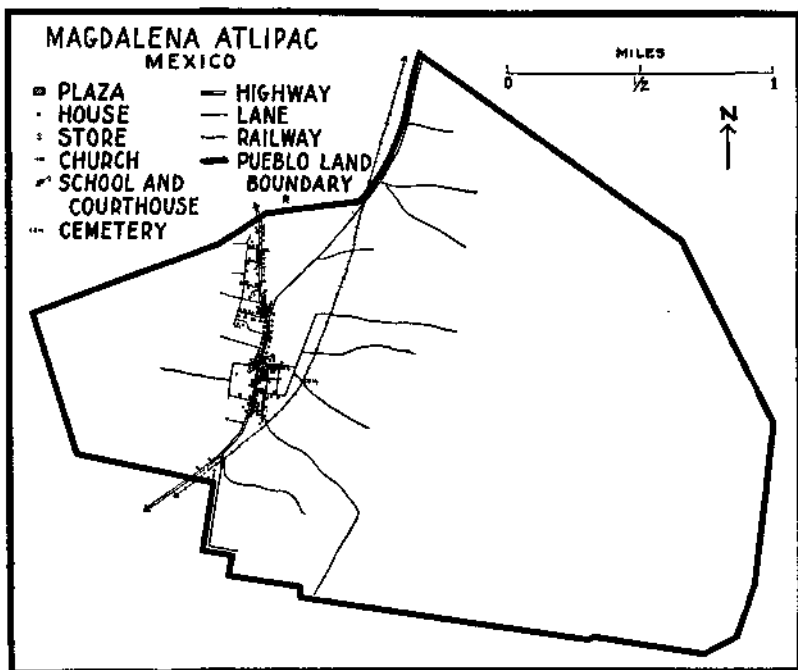 MAGDALENA ATLIPAC
MEXICO
PLAZA
HOUSE
STORE
CHURCH
SCHOOL AND
COURTHOUSE
CEMETERY
HIGHWAY
LANE
RAILWAY
PUEBLO LAND
BOUNDARY
MILES
0 1/2 1
N